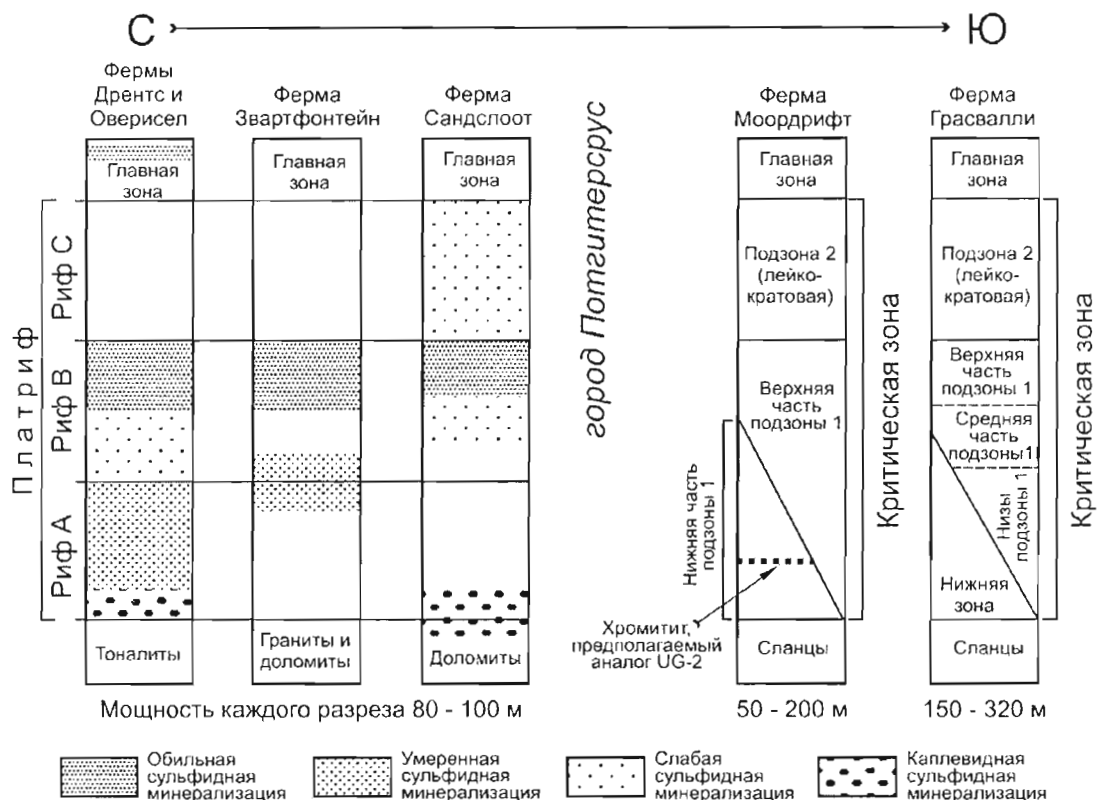 С
Ю
Фермы
Дрентс и
Оверисел
Ферма
Звартфонтейн
Ферма
Сандслоот
Ферма
Моордрифт
Ферма
Грасвалли
город Потгитерсрус
Платриф
Риф С
Риф В
Риф А
Главная
зона
Тоналиты
Главная
зона
Граниты и
доломиты
Главная
зона
Доломиты
Главная
зона
Подзона 2
(лейко-
кратовая)
Верхняя
часть
подзоны 1
Нижняя часть
подзоны 1
Хромитит,
предполагаемый
аналог UG-2
Сланцы
Критическая зона
Главная
зона
Подзона 2
(лейко-
кратовая)
Верхняя
часть
подзоны 1
Средняя
часть
подзоны1
Низы
подзоны 1
Нижняя
зона
Сланцы
Критическая зона
Мощность каждого разреза 80 - 100 м
50 - 200 м
150 - 320 м
Обильная
сульфидная
минерализация
Умеренная
сульфидная
минерализация
Слабая
сульфидная
минерализация
Каплевидная
сульфидная
минерализация